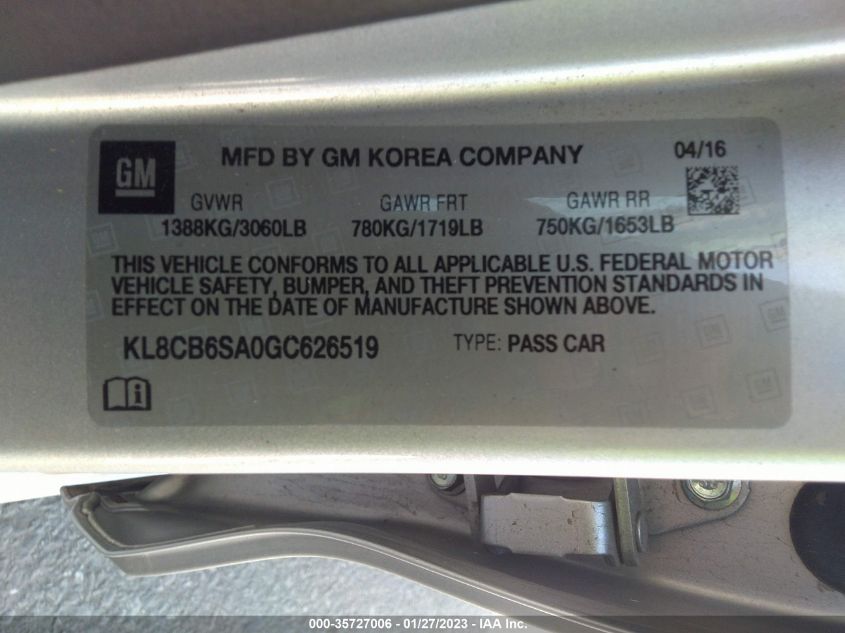 GM
MFD BY GM KOREA COMPANY
04/16
GVWR GAWR FRT GAWR RR
1388KG/3060LB 780KG/1719LB 750KG/1653LB
THIS VEHICLE CONFORMS TO ALL APPLICABLE U.S. FEDERAL MOTOR
VEHICLE SAFETY, BUMPER, AND THEFT PREVENTION STANDARDS IN
EFFECT ON THE DATE OF MANUFACTURE SHOWN ABOVE.
KL8CB6SA0GC626519 TYPE: PASS CAR
000-35727006 - 01/27/2023 - IAA Inc.